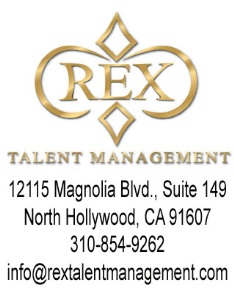 REX
TALENT MANAGEMENT
12115 Magnolia Blvd., Suite 149
North Hollywood, CA 91607
310-854-9262
info@rextalentmanagement.com